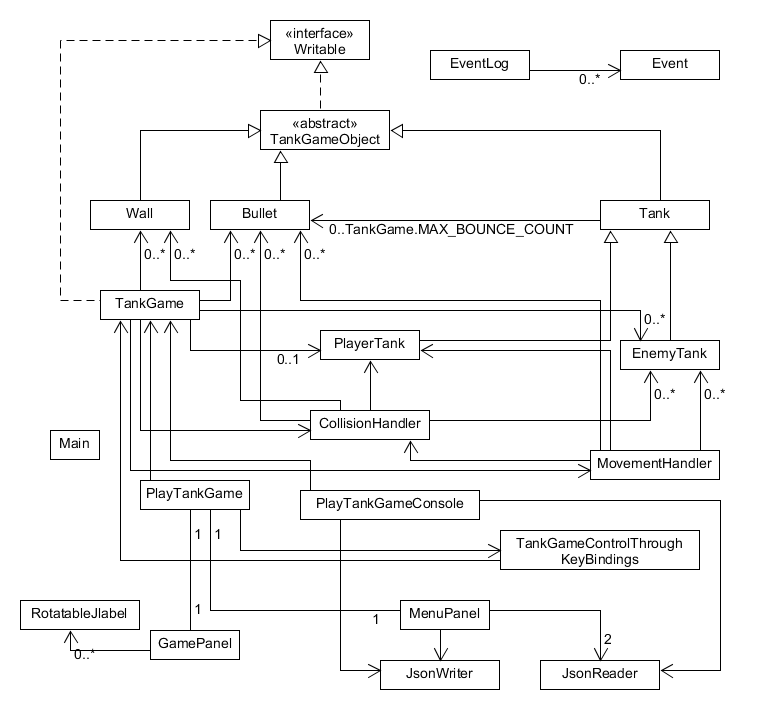 «interface»
Writable
EventLog
0..*
Event
«abstract»
TankGameObject
Wall
Bullet
0..TankGame.MAX_BOUNCE_COUNT
Tank
0..*
0..*
0..*
0..*
0..*
TankGame
0..*
PlayerTank
0..1
EnemyTank
0..*
0..*
CollisionHandler
Main
MovementHandler
PlayTankGame
PlayTankGameConsole
1
1
TankGameControlThrough
KeyBindings
RotatableJlabel
1
1
MenuPanel
GamePanel
0..*
2
JsonWriter
JsonReader